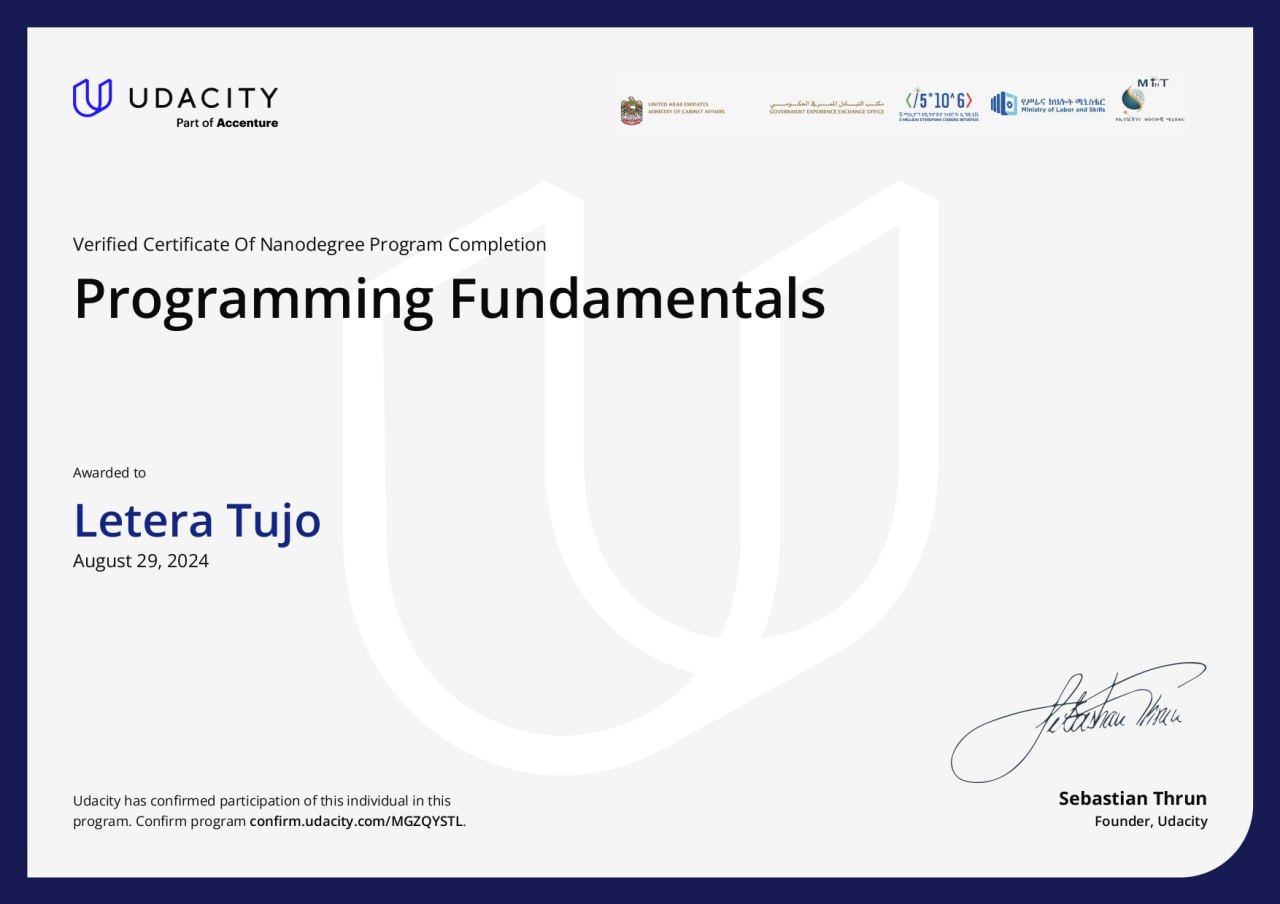 UDACITY
Part of Accenture
UNITED ARAB EMIRATES
MINISTRY OF CABINET AFFAIRS
مكتب التبادل المعرفي الحكومي
GOVERNMENT EXPERIENCE EXCHANGE OFFICE
</5*10^6>
5 MILLION ETHIOPIAN CODERS INITIATIVE
የሥራና ክህሎት ሚኒስቴር
Ministry of Labor and Skills
MinT
Verified Certificate Of Nanodegree Program Completion
Programming Fundamentals
Awarded to
Letera Tujo
August 29, 2024
Sebastian Thrun
Udacity has confirmed participation of this individual in this
program. Confirm program confirm.udacity.com/MGZQYSTL.
Sebastian Thrun
Founder, Udacity